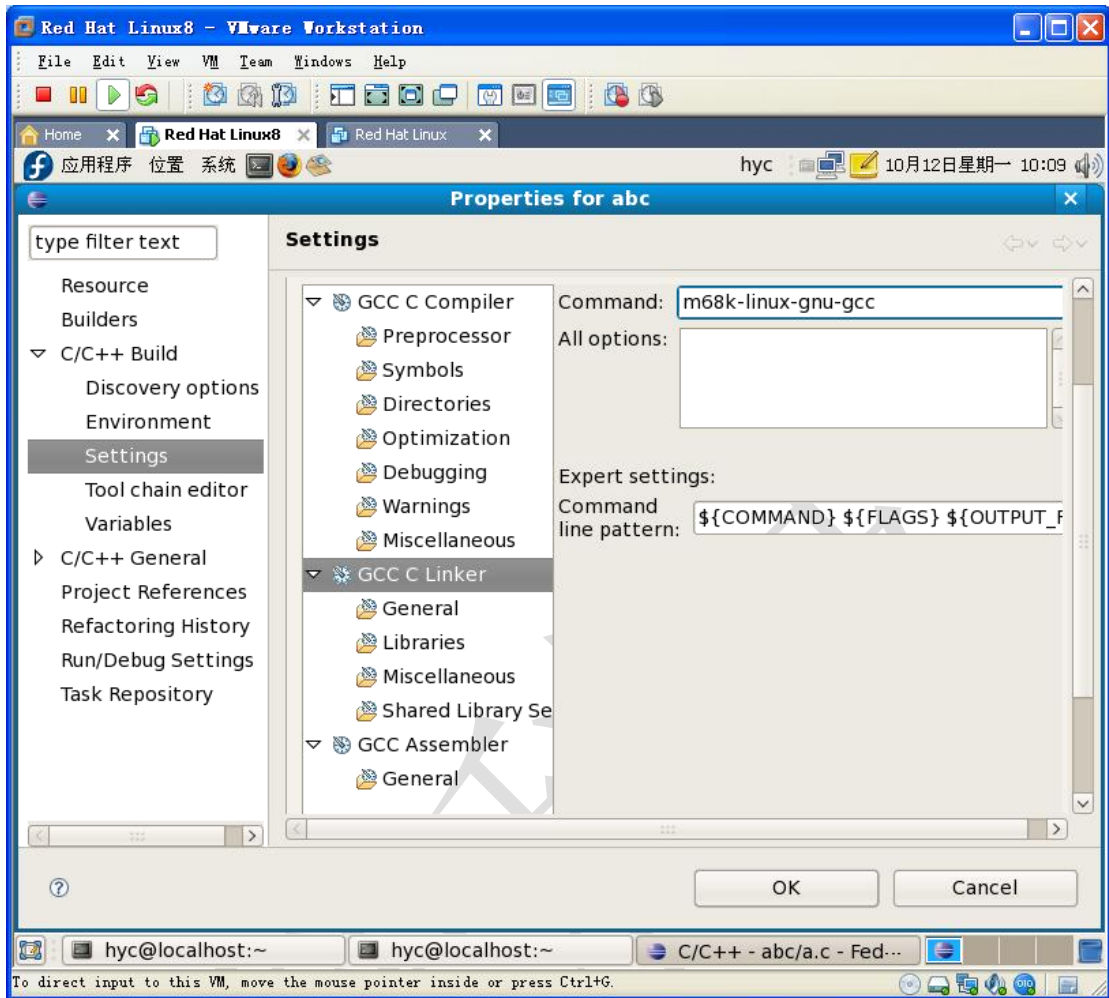 Red Hat Linux8 - VMware Workstation
File Edit View VM Team Windows Help
Home Red Hat Linux8 Red Hat Linux
应用程序 位置 系统 hyc 10月12日星期一 10:09
Properties for abc
type filter text
Settings
Resource
Builders
C/C++ Build
Discovery options
Environment
Settings
Tool chain editor
Variables
C/C++ General
Project References
Refactoring History
Run/Debug Settings
Task Repository
GCC C Compiler
Preprocessor
Symbols
Directories
Optimization
Debugging
Warnings
Miscellaneous
GCC C Linker
General
Libraries
Miscellaneous
Shared Library Se
GCC Assembler
General
Command: m68k-linux-gnu-gcc
All options:
Expert settings:
Command
line pattern: ${COMMAND} ${FLAGS} ${OUTPUT_F
OK Cancel
hyc@localhost:~ hyc@localhost:~ C/C++ - abc/a.c - Fed...
To direct input to this VM, move the mouse pointer inside or press Ctrl+G.